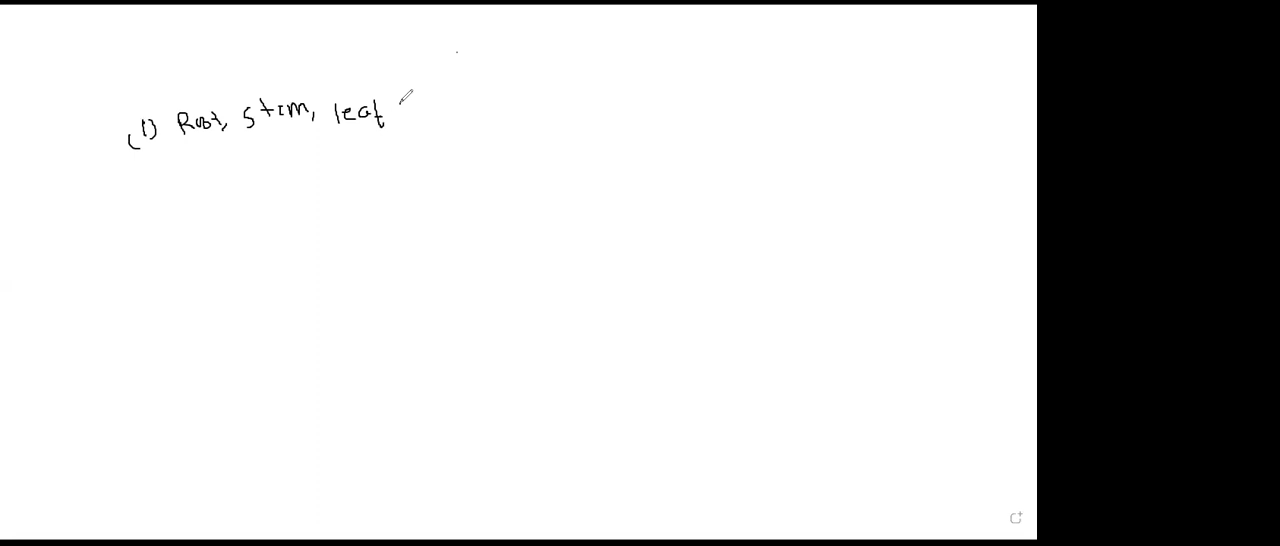 (1) Root, stem, leaf